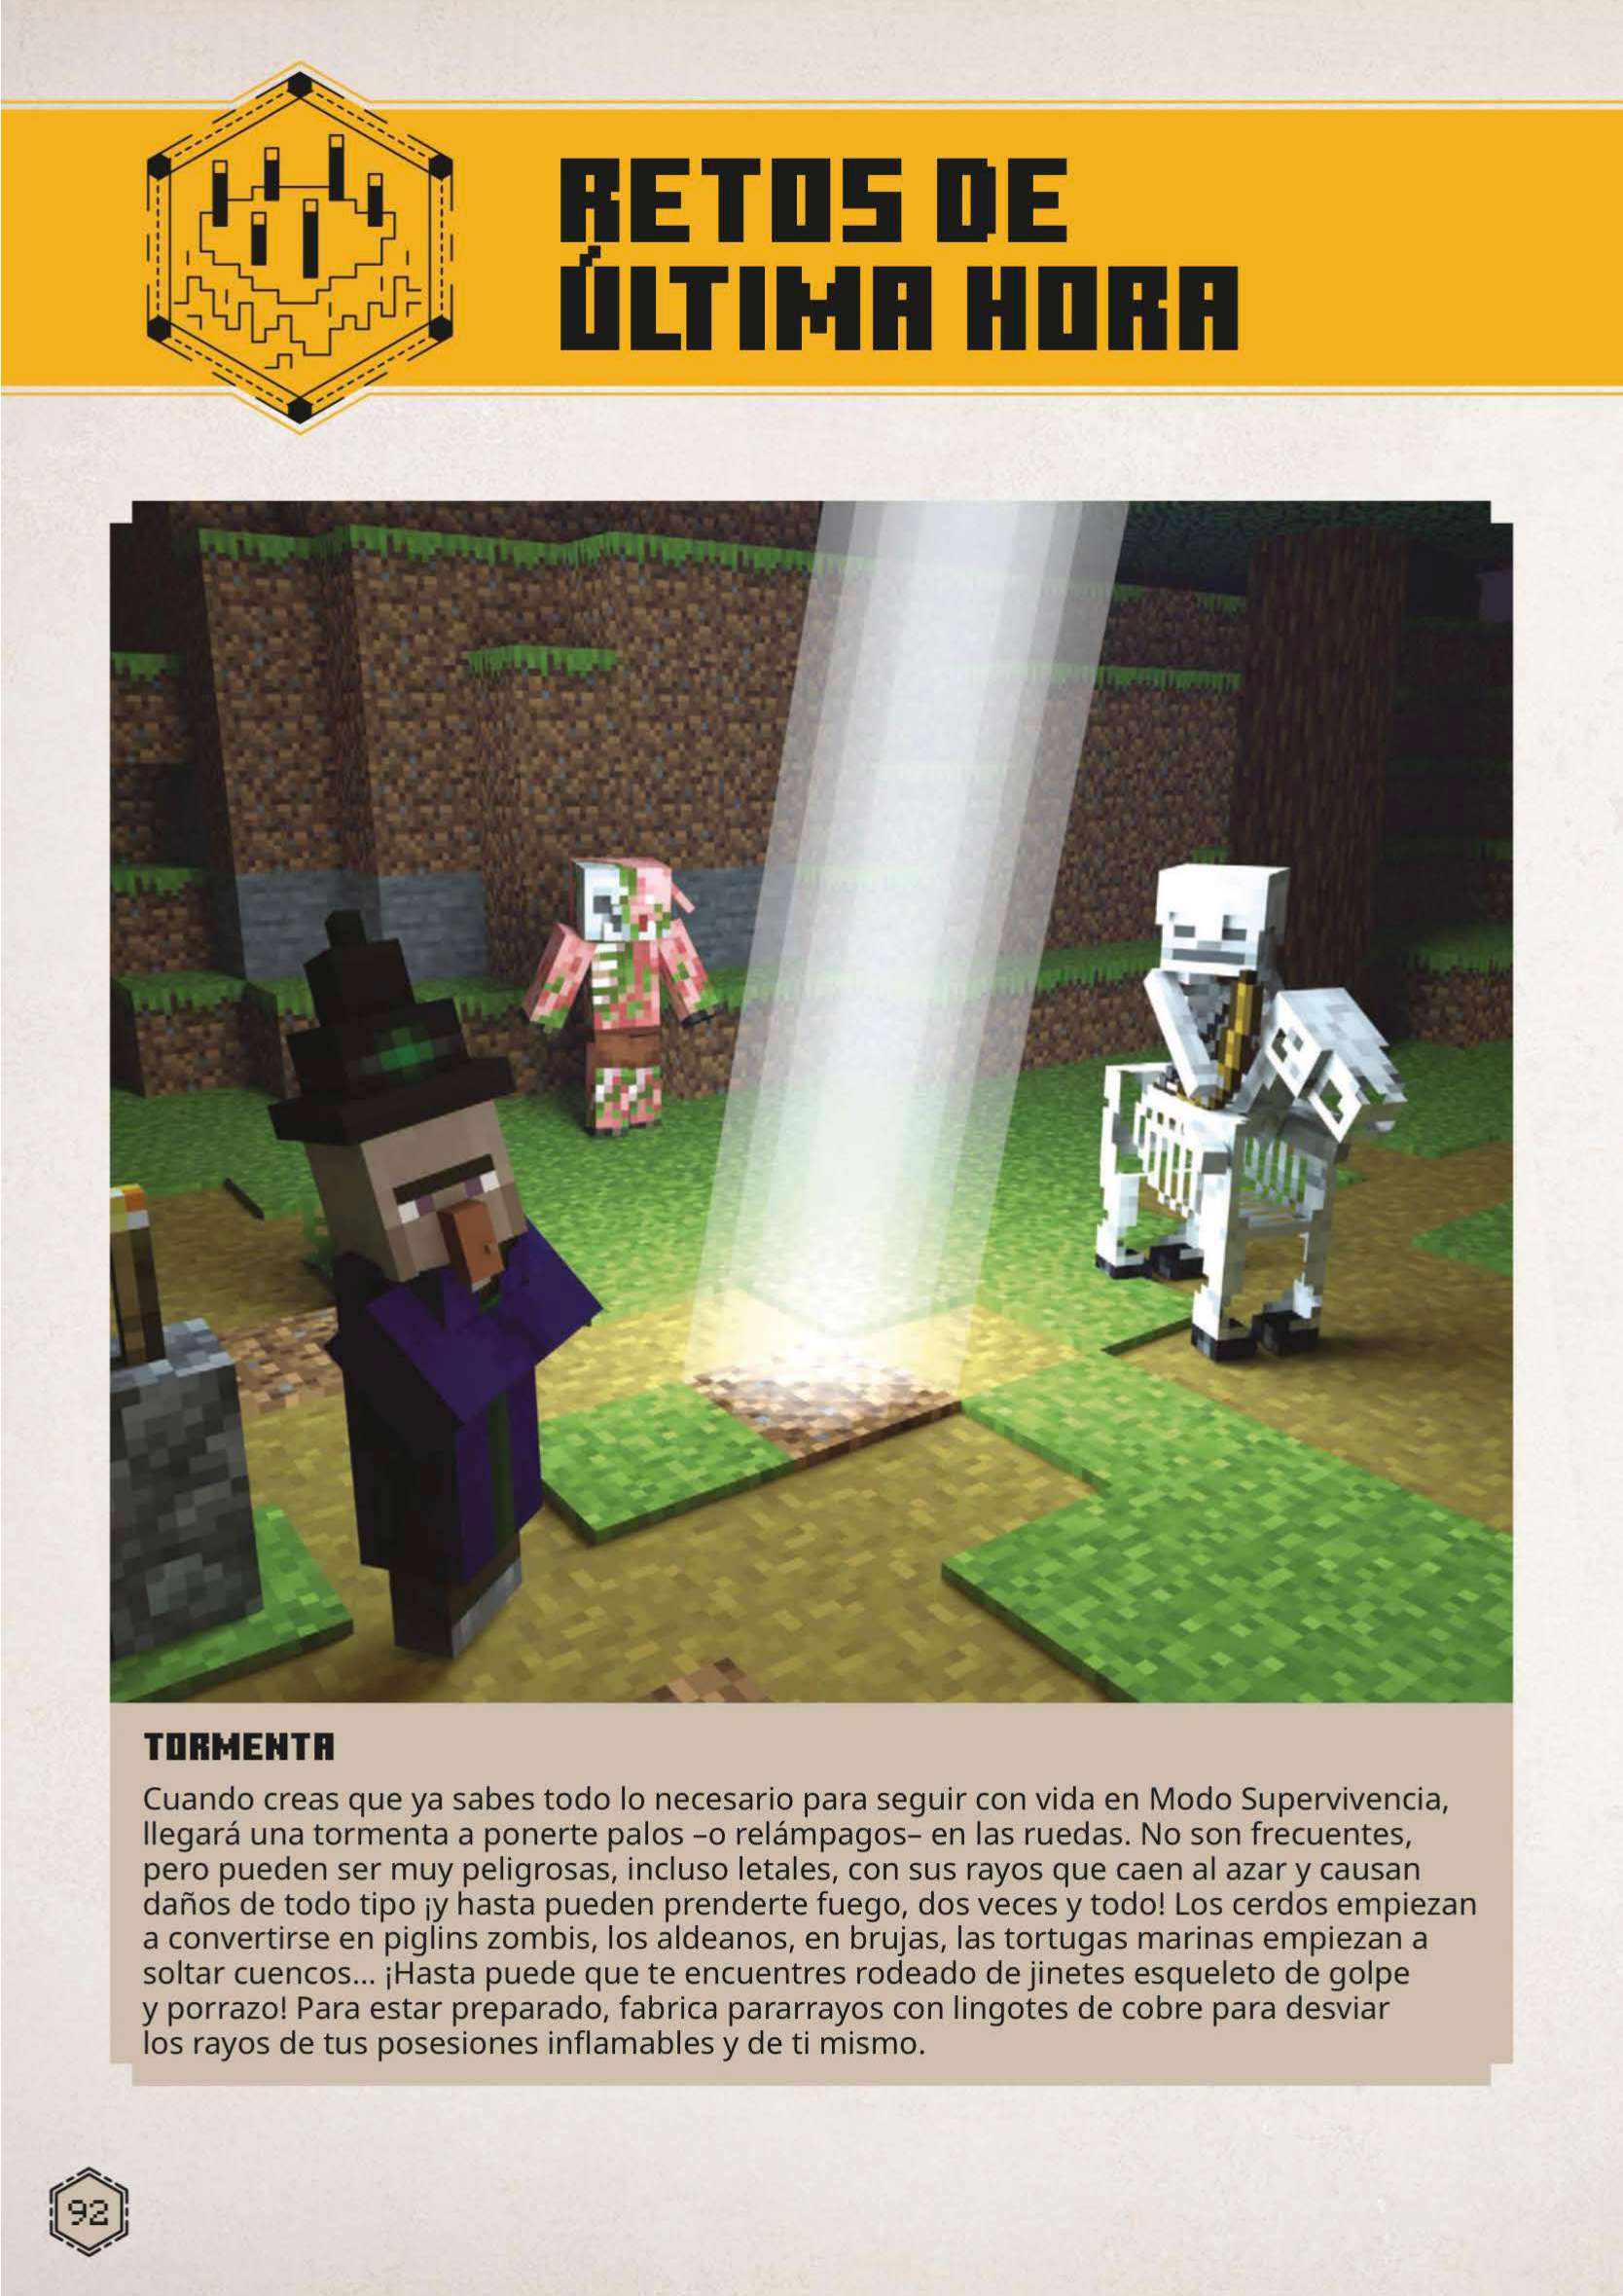 RETOS DE
ÚLTIMA HORA
TORMENTA
Cuando creas que ya sabes todo lo necesario para seguir con vida en Modo Supervivencia,
llegará una tormenta a ponerte palos –o relámpagos– en las ruedas. No son frecuentes,
pero pueden ser muy peligrosas, incluso letales, con sus rayos que caen al azar y causan
daños de todo tipo ¡y hasta pueden prenderte fuego, dos veces y todo! Los cerdos empiezan
a convertirse en piglins zombis, los aldeanos, en brujas, las tortugas marinas empiezan a
soltar cuencos... ¡Hasta puede que te encuentres rodeado de jinetes esqueleto de golpe
y porrazo! Para estar preparado, fabrica pararrayos con lingotes de cobre para desviar
los rayos de tus posesiones inflamables y de ti mismo.
92